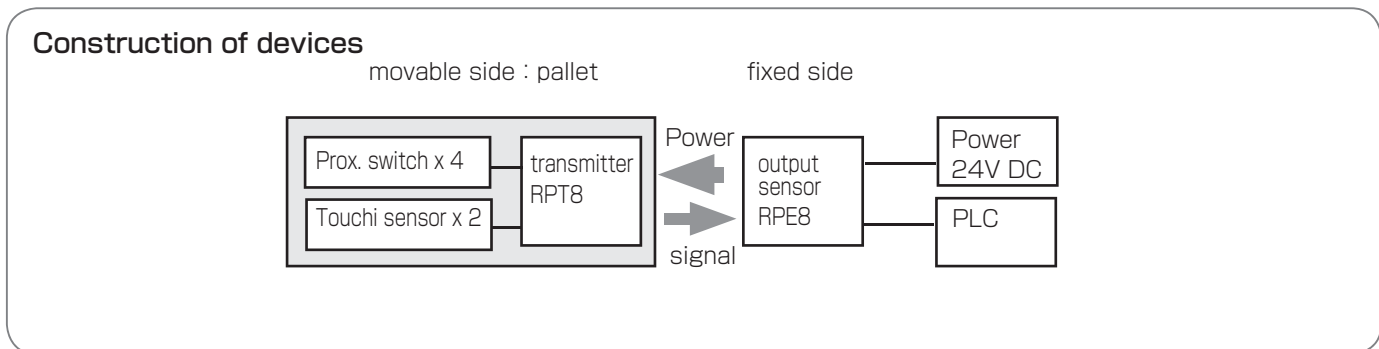 Construction of devices
movable side : pallet
fixed side
Prox. switch x 4
Touchi sensor x 2
transmitter
RPT8
Power
signal
output
sensor
RPE8
Power
24V DC
PLC